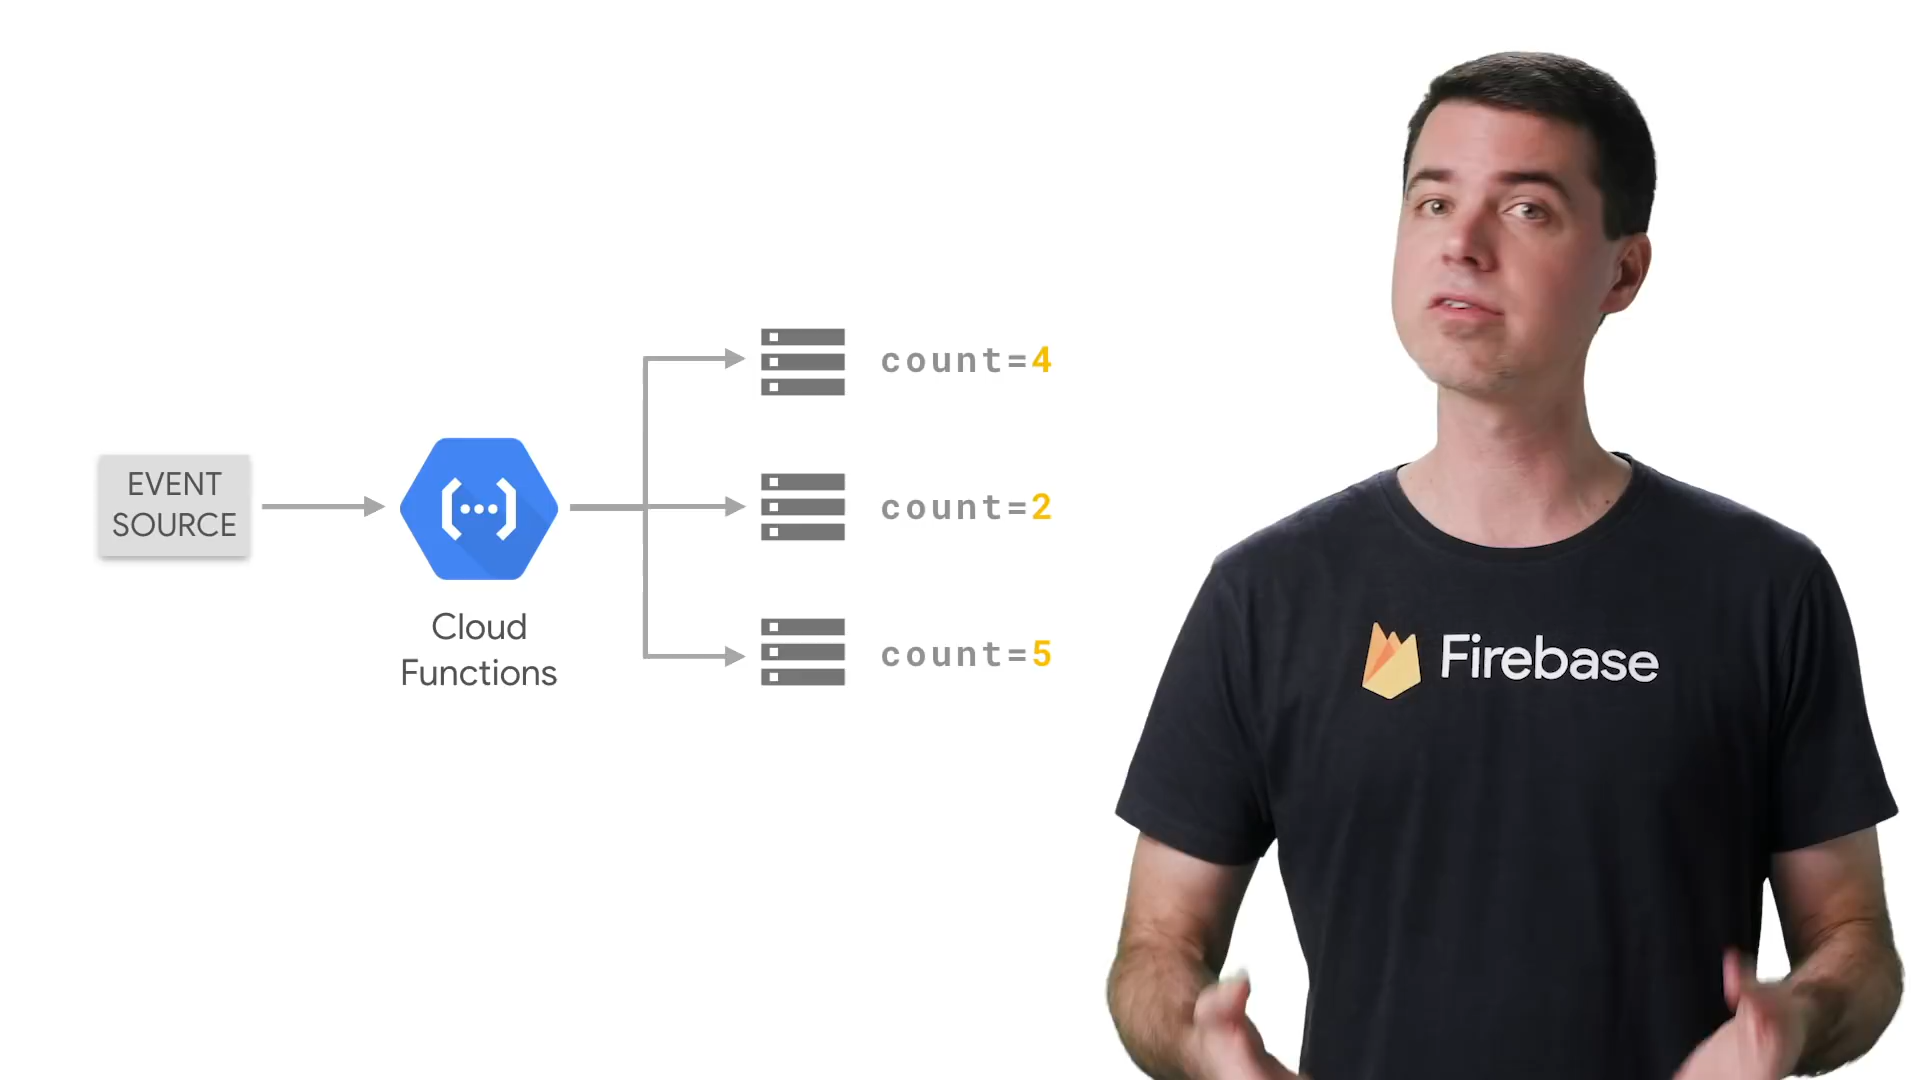 EVENT
SOURCE
Cloud
Functions
count=4
count=2
count=5
Firebase